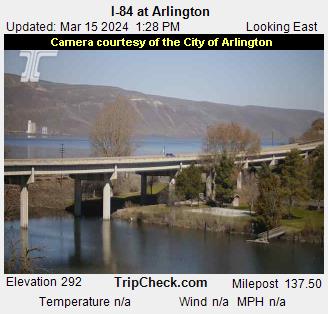 I-84 at Arlington
Updated: Mar 15 2024 1:28 PM Looking East
Camera courtesy of the City of Arlington
Elevation 292 TripCheck.com Milepost 137.50
Temperature n/a Wind n/a MPH n/a